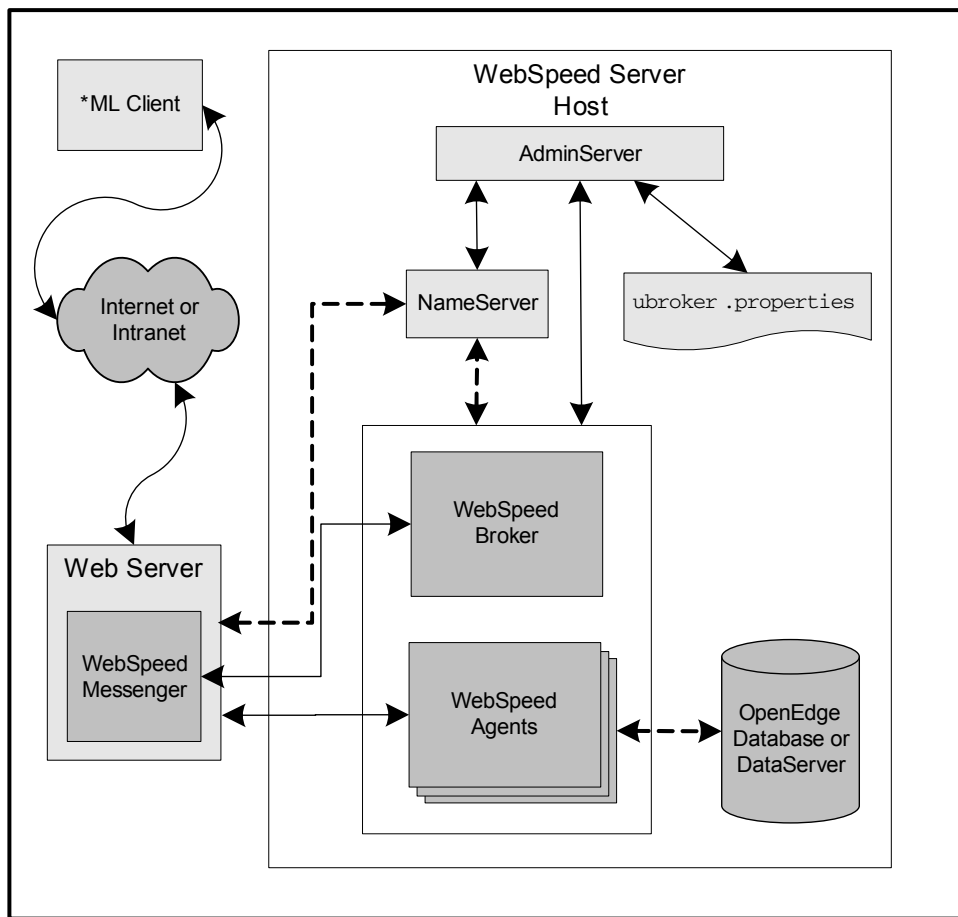 WebSpeed Server
Host
*ML Client
AdminServer
NameServer
ubroker .properties
Internet or
Intranet
WebSpeed
Broker
Web Server
WebSpeed
Messenger
WebSpeed
Agents
OpenEdge
Database or
DataServer